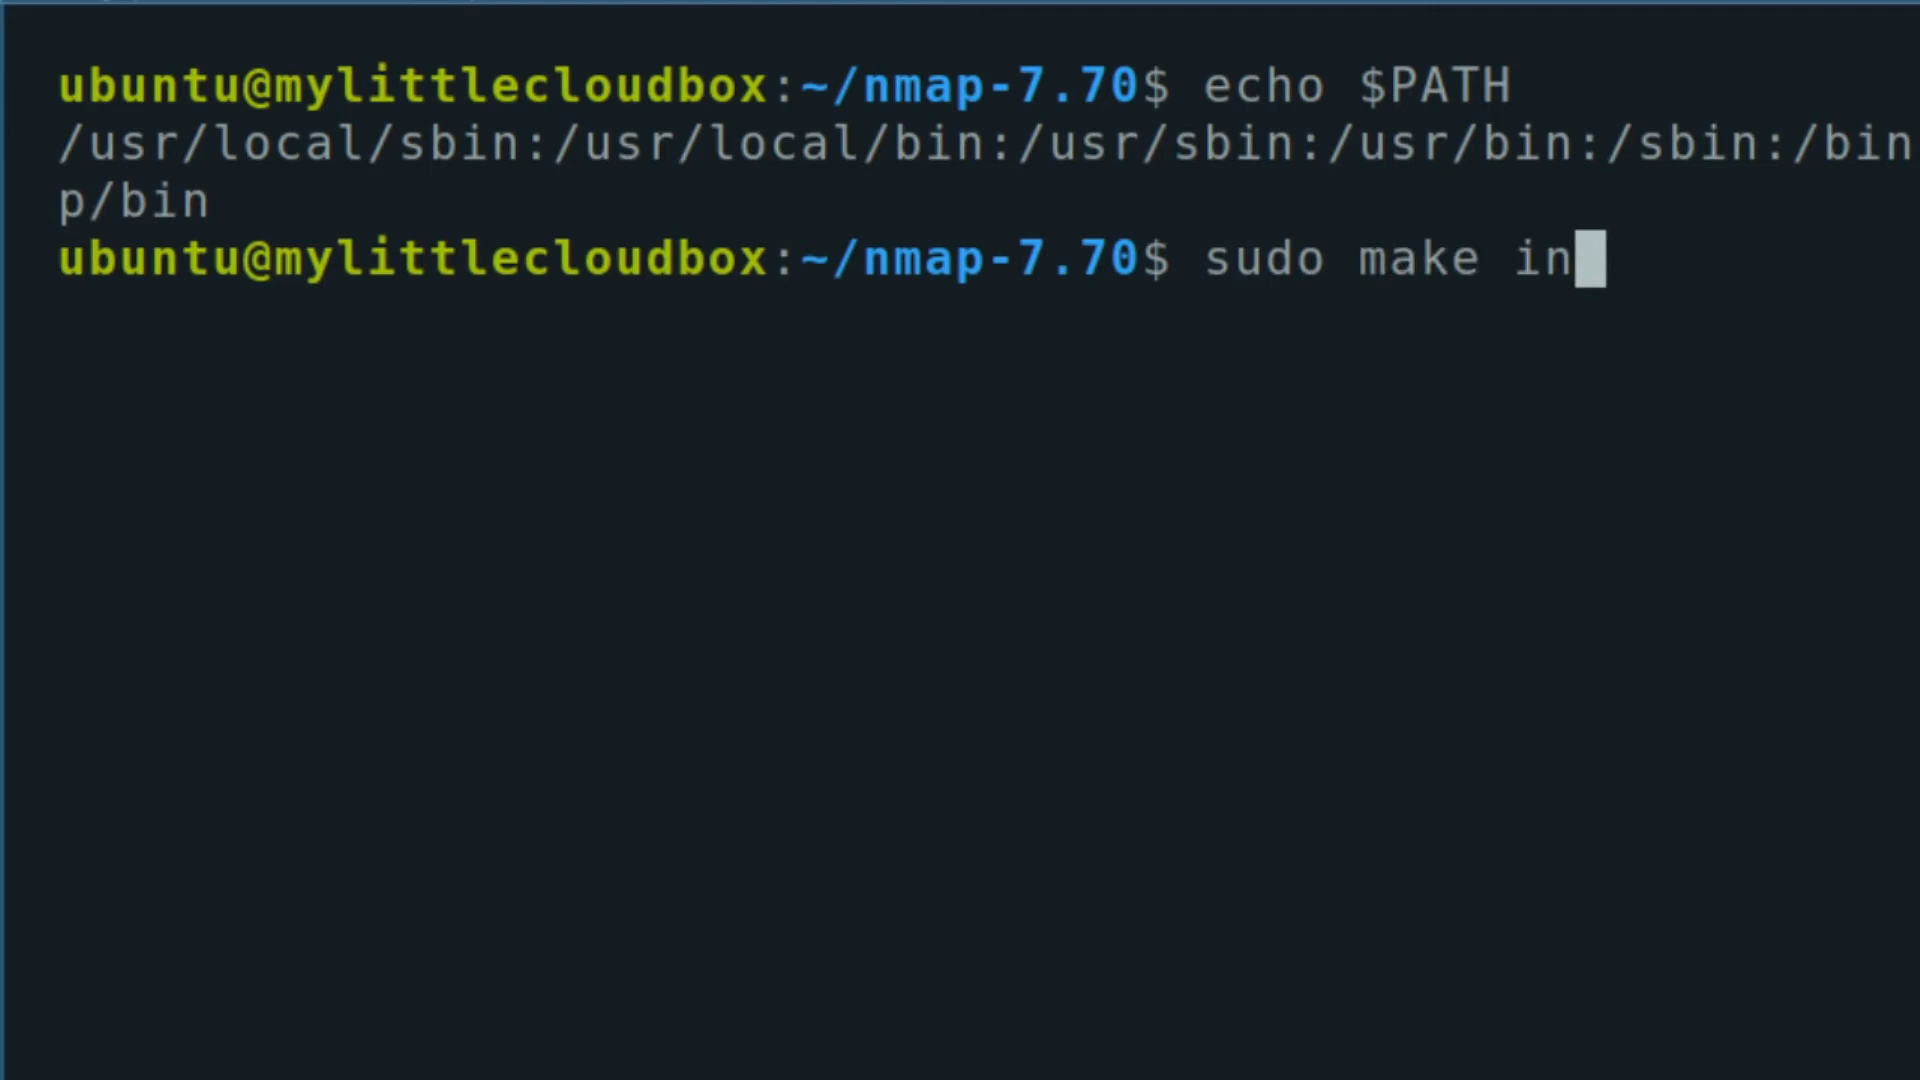 ubuntu@mylittlecloudbox:~/nmap-7.70$ echo $PATH
/usr/local/sbin:/usr/local/bin:/usr/sbin:/usr/bin:/sbin:/bin
p/bin
ubuntu@mylittlecloudbox:~/nmap-7.70$ sudo make in